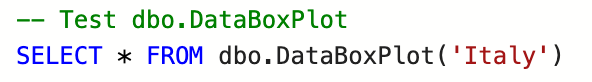 -- Test dbo.DataBoxPlot
SELECT * FROM dbo.DataBoxPlot('Italy')